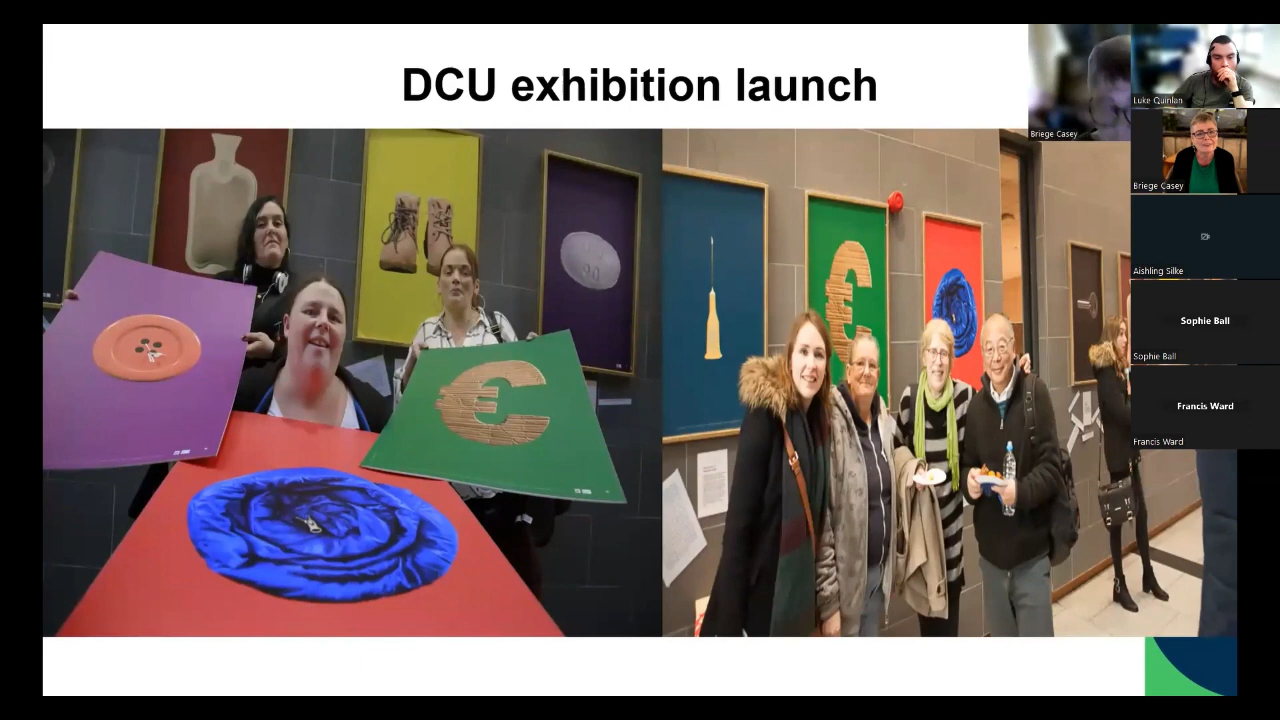 DCU exhibition launch
Briege Casey
Luke Quinlan
Briege Casey
Aishling Silke
Sophie Ball
Sophie Ball
Francis Ward
Francis Ward
€
€